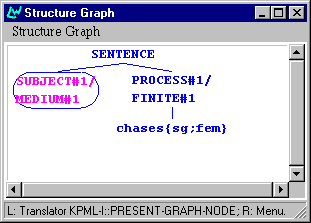 Structure Graph
Structure Graph
SENTENCE
SUBJECT#1/ PROCESS#1/
MEDIUM#1 FINITE#1
chases{sg;fem}
L: Translator KPML-I::PRESENT-GRAPH-NODE; R: Menu.